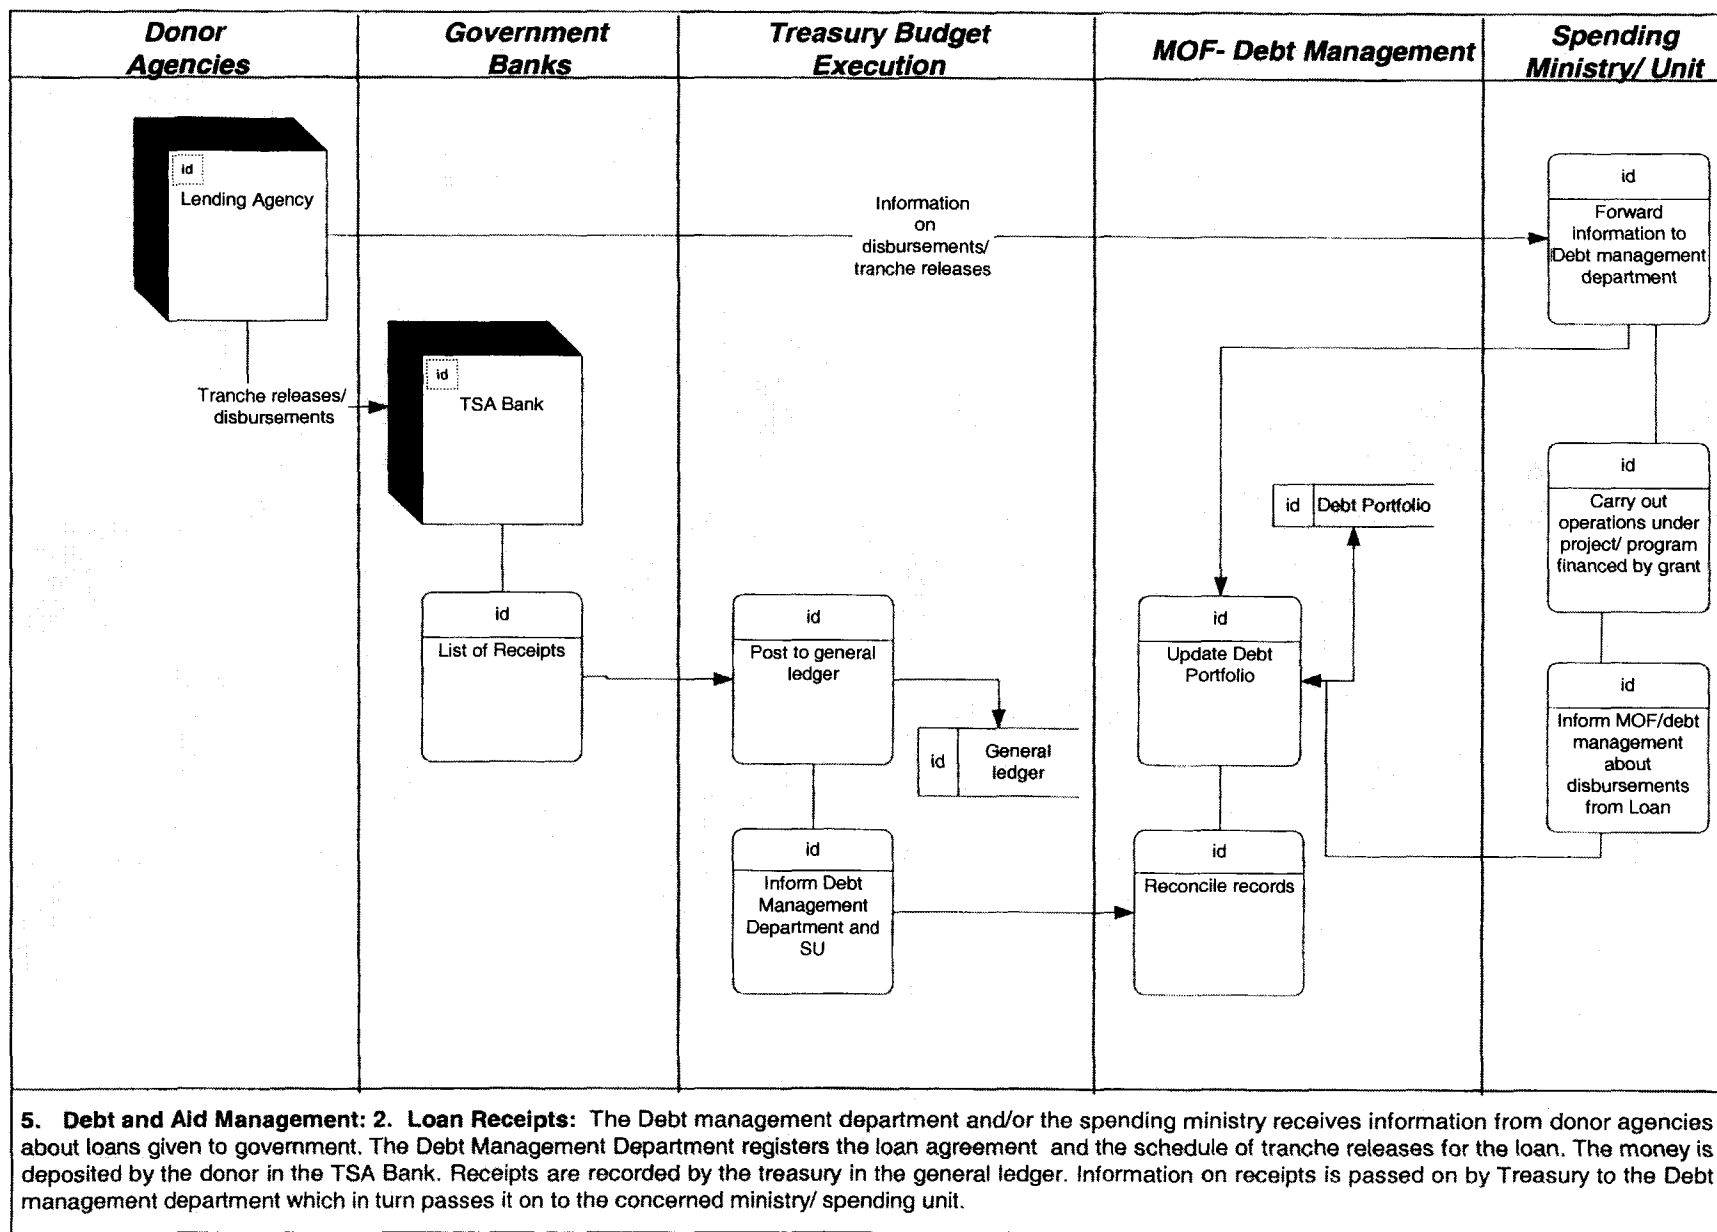 Donor
Agencies
Government
Banks
Treasury Budget
Execution
MOF- Debt Management
Spending
Ministry/ Unit
id
Lending Agency
Information
on
disbursements/
tranche releases
id
Forward
information to
Debt management
department
Tranche releases/
disbursements
id
TSA Bank
id
Carry out
operations under
project/ program
financed by grant
id
Debt Portfolio
id
List of Receipts
id
Post to general
ledger
id
General
ledger
id
Update Debt
Portfolio
id
Inform MOF/debt
management
about
disbursements
from Loan
id
Inform Debt
Management
Department and
SU
id
Reconcile records
5. Debt and Aid Management: 2. Loan Receipts: The Debt management department and/or the spending ministry receives information from donor agencies
about loans given to government. The Debt Management Department registers the loan agreement and the schedule of tranche releases for the loan. The money is
deposited by the donor in the TSA Bank. Receipts are recorded by the treasury in the general ledger. Information on receipts is passed on by Treasury to the Debt
management department which in turn passes it on to the concerned ministry/ spending unit.